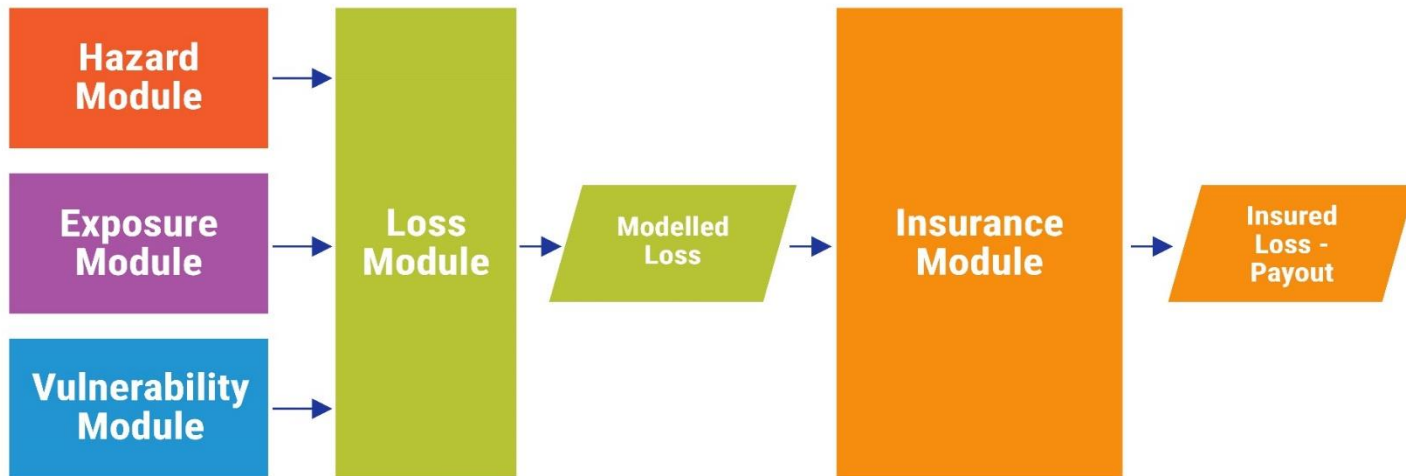 Hazard
Module
Exposure
Module
Vulnerability
Module
Loss
Module
Modelled
Loss
Insurance
Module
Insured
Loss -
Payout